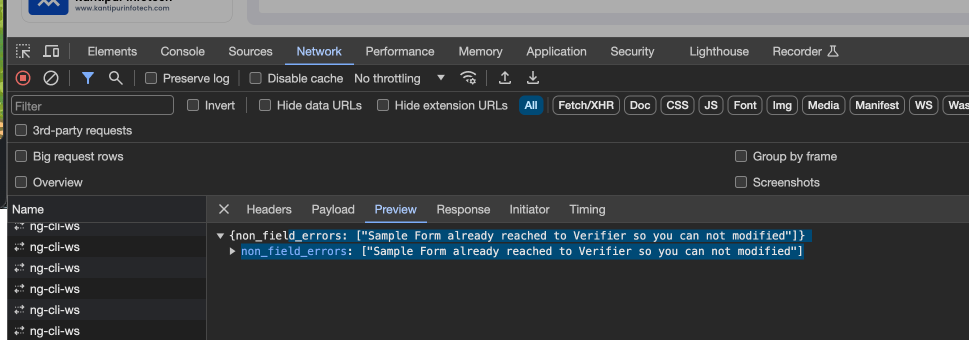 kantipurinfotech
www.kantipurinfotech.com
Elements Console Sources Network Performance Memory Application Security Lighthouse Recorder
Preserve log Disable cache No throttling
Filter Invert Hide data URLs Hide extension URLs All Fetch/XHR Doc CSS JS Font Img Media Manifest WS Was
3rd-party requests
Big request rows Group by frame
Overview Screenshots
Name Headers Payload Preview Response Initiator Timing
ng-cli-ws
{non_field_errors: ["Sample Form already reached to Verifier so you can not modified"]}
ng-cli-ws
non_field_errors: ["Sample Form already reached to Verifier so you can not modified"]
ng-cli-ws
ng-cli-ws
ng-cli-ws
ng-cli-ws